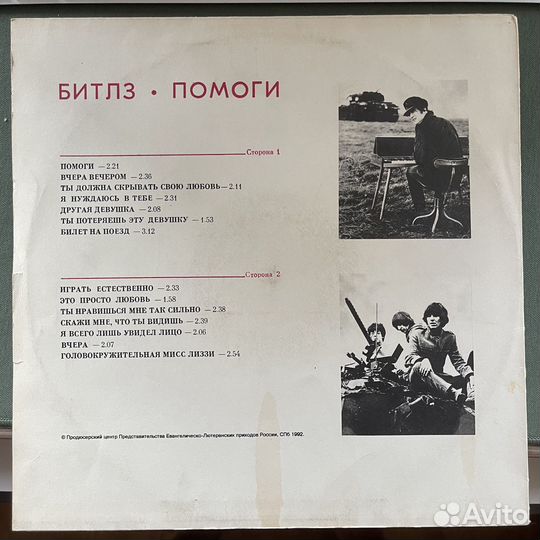 БИТЛЗ • ПОМОГИ
Сторона 1
ПОМОГИ —2.21
ВЧЕРА ВЕЧЕРОМ —2.36
ТЫ ДОЛЖНА СКРЫВАТЬ СВОЮ ЛЮБОВЬ—2.11
Я НУЖДАЮСЬ В ТЕБЕ —2.31
ДРУГАЯ ДЕВУШКА —2.08
ТЫ ПОТЕРЯЕШЬ ЭТУ ДЕВУШКУ —1.53
БИЛЕТ НА ПОЕЗД —3.12
Сторона 2
ИГРАТЬ ЕСТЕСТВЕННО —2.33
ЭТО ПРОСТО ЛЮБОВЬ —1.58
ТЫ НРАВИШЬСЯ МНЕ ТАК СИЛЬНО —2.38
СКАЖИ МНЕ, ЧТО ТЫ ВИДИШЬ —2.39
Я ВСЕГО ЛИШЬ УВИДЕЛ ЛИЦО —2.06
ВЧЕРА —2.07
ГОЛОВОКРУЖИТЕЛЬНАЯ МИСС ЛИЗЗИ —2.54
© Продюсерский центр Представительства Евангелическо-Лютеранских приходов России, СПб 1992.
Avito